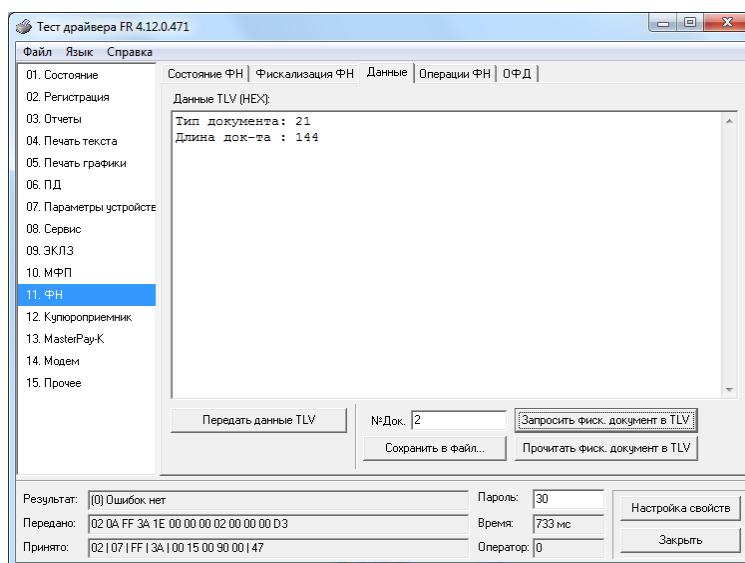 Тест драйвера FR 4.12.0.471
Файл Язык Справка
01. Состояние
02. Регистрация
03. Отчеты
04. Печать текста
05. Печать графики
06. ПД
07. Параметры устройств
08. Сервис
09. ЭКЛЗ
10. МФП
11. ФН
12. Купюроприемник
13. MasterPay-K
14. Модем
15. Прочее
Состояние ФН Фискализация ФН Данные Операции ФН ОФД
Данные TLV (HEX):
Тип документа: 21
Длина док-та : 144
Передать данные TLV
№Док. 2
Запросить фиск. документ в TLV
Сохранить в файл...
Прочитать фиск. документ в TLV
Результат: (0) Ошибок нет
Передано: 02 0A FF 3A 1E 00 00 00 02 00 00 00 D3
Принято: 02 | 07 | FF | 3A | 00 15 00 90 00 | 47
Пароль: 30
Время: 733 мс
Оператор: 0
Настройка свойств
Закрыть